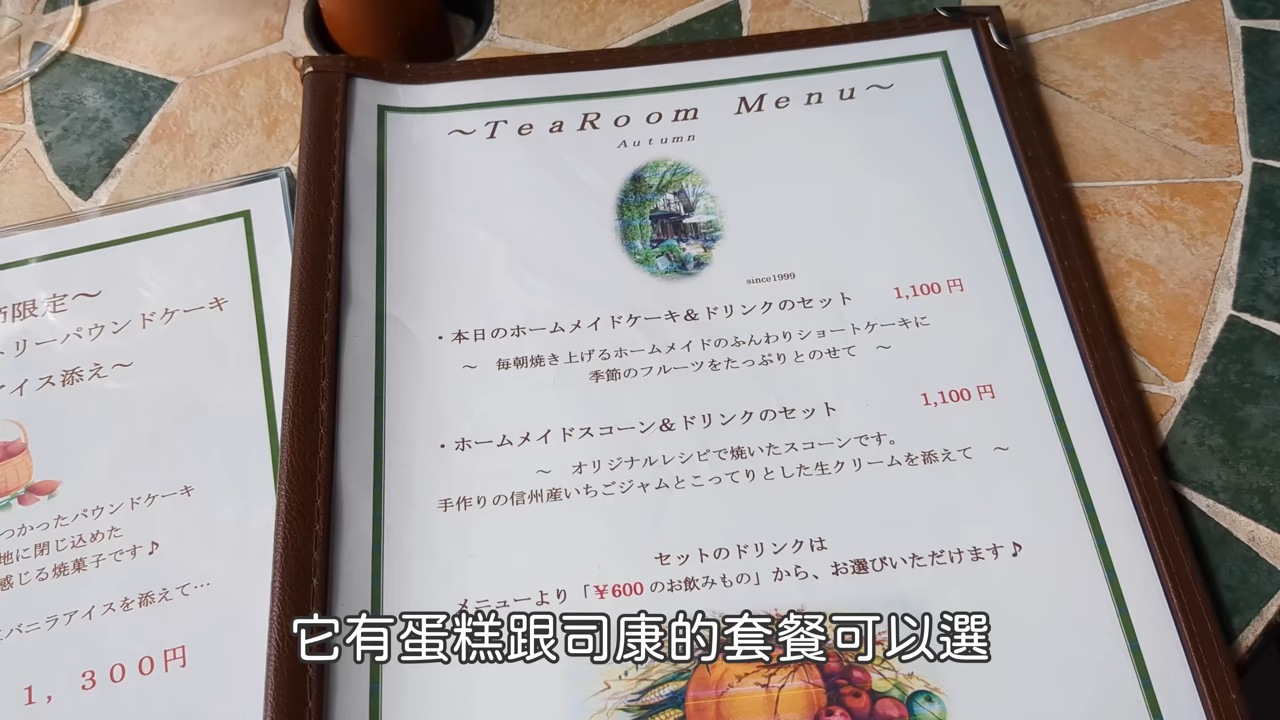 ～TeaRoom Menu～
Autumn
since1999
・本日のホームメイドケーキ＆ドリンクのセット 1,100円
～ 毎朝焼き上げるホームメイドのふんわりショートケーキに
季節のフルーツをたっぷりとのせて ～
・ホームメイドスコーン＆ドリンクのセット 1,100円
～ オリジナルレシピで焼いたスコーンです。
手作りの信州産いちごジャムとこってりとした生クリームを添えて ～
セットのドリンクは
メニューより「￥600のお飲みもの」から、お選びいただけます♪
限定～
トリーパウンドケーキ
アイス添え～
つかったパウンドケーキ
地に閉じ込めた
感じる焼菓子です♪
バニラアイスを添えて…
1，300円
它有蛋糕跟司康的套餐可以選